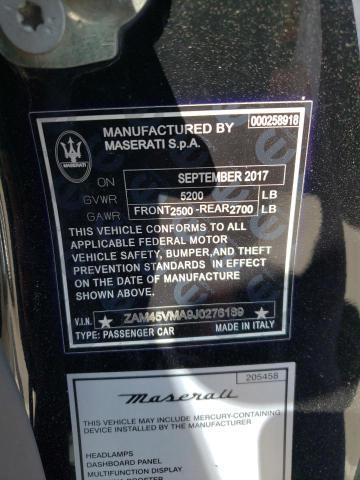 000258918
MANUFACTURED BY
MASERATI S.p.A.
MASERATI
ON SEPTEMBER 2017
GVWR 5200 LB
GAWR FRONT2500 -REAR2700 LB
THIS VEHICLE CONFORMS TO ALL
APPLICABLE FEDERAL MOTOR
VEHICLE SAFETY, BUMPER,AND THEFT
PREVENTION STANDARDS IN EFFECT
ON THE DATE OF MANUFACTURE
SHOWN ABOVE.
V.I.N. ★ZAM45VMA9J0276189★
TYPE: PASSENGER CAR MADE IN ITALY
205458
Maserati
THIS VEHICLE MAY INCLUDE MERCURY-CONTAINING
DEVICE INSTALLED BY THE MANUFACTURER:
HEADLAMPS
DASHBOARD PANEL
MULTIFUNCTION DISPLAY